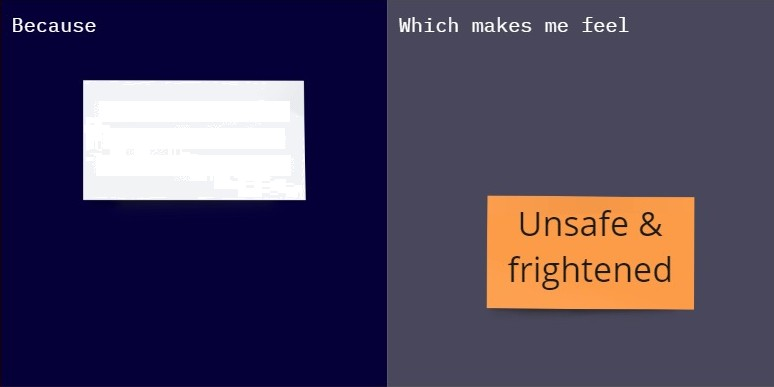 Because
Which makes me feel
Unsafe &
frightened